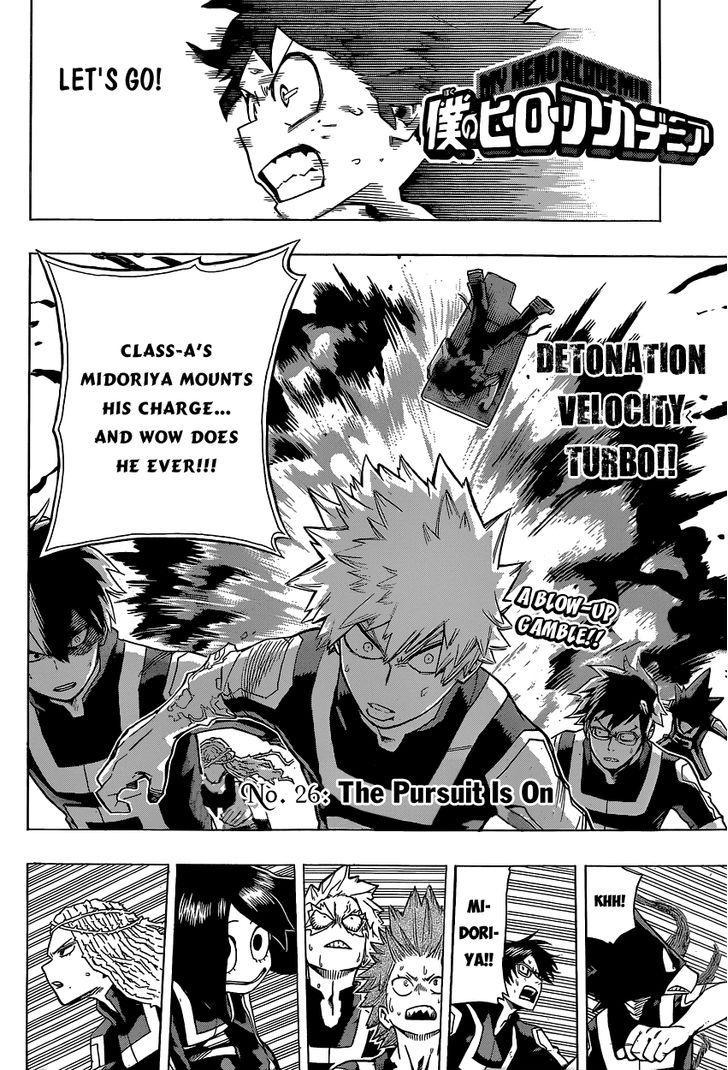 LET'S GO!
MY HERO ACADEMIA
僕のヒーローアカデミア
CLASS-A'S
MIDORIYA MOUNTS
HIS CHARGE...
AND WOW DOES
HE EVER!!!
DETONATION
VELOCITY
TURBO!!
A BLOW-UP
GAMBLE!!
No. 26: The Pursuit Is On
MI-
DORI-
YA!!
KHH!